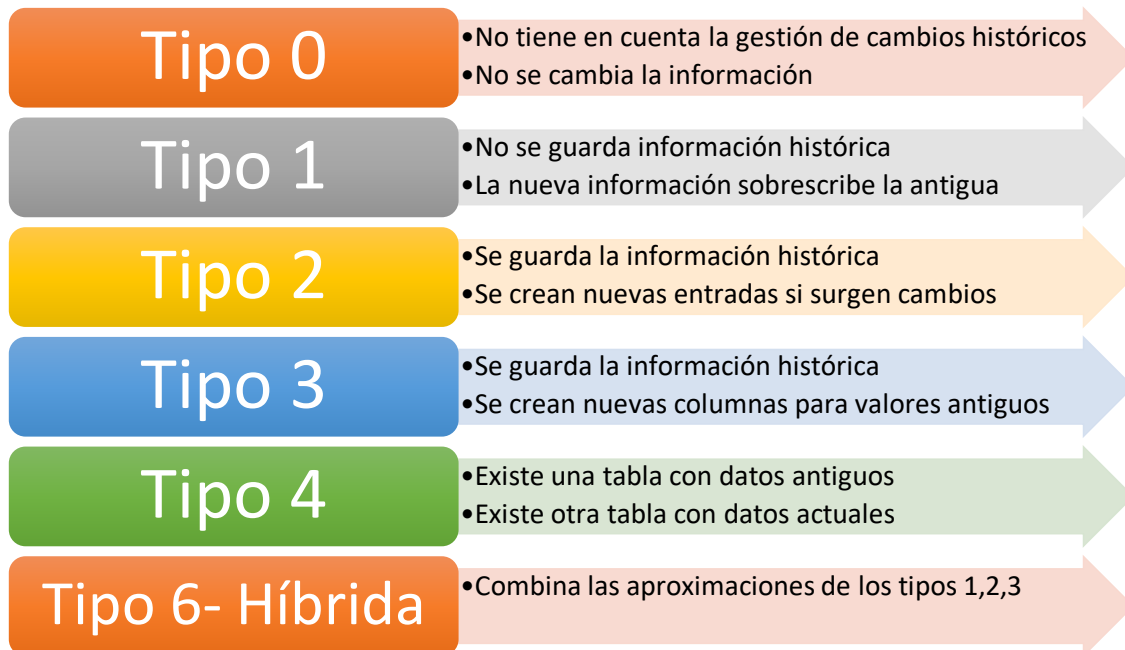 Tipo 0
•No tiene en cuenta la gestión de cambios históricos
•No se cambia la información
Tipo 1
•No se guarda información histórica
•La nueva información sobrescribe la antigua
Tipo 2
•Se guarda la información histórica
•Se crean nuevas entradas si surgen cambios
Tipo 3
•Se guarda la información histórica
•Se crean nuevas columnas para valores antiguos
Tipo 4
•Existe una tabla con datos antiguos
•Existe otra tabla con datos actuales
Tipo 6- Híbrida
•Combina las aproximaciones de los tipos 1,2,3